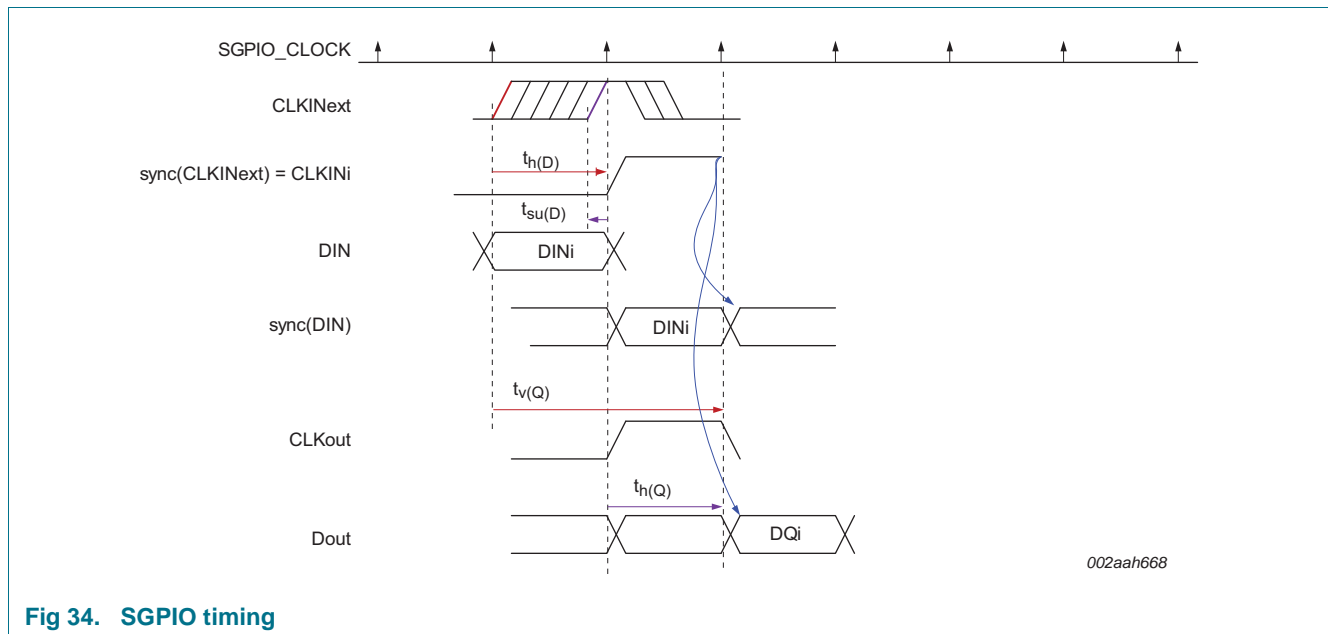 SGPIO_CLOCK
CLKINext
sync(CLKINext) = CLKINi
th(D)
tsu(D)
DIN
DINi
sync(DIN)
DINi
tv(Q)
CLKout
th(Q)
Dout
DQi
002aah668
Fig 34. SGPIO timing